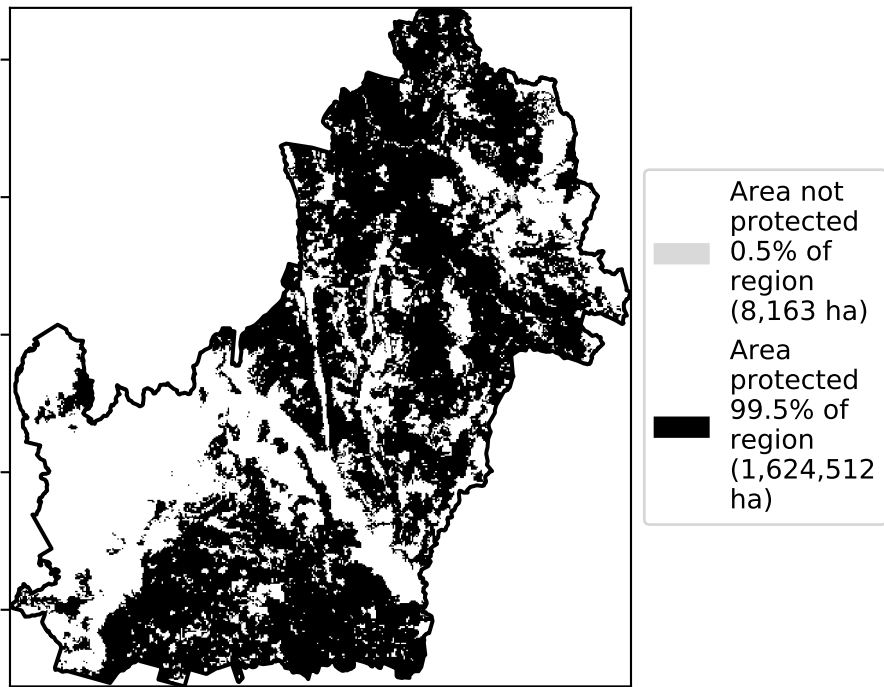 Area not
protected
0.5% of
region
(8,163 ha)
Area
protected
99.5% of
region
(1,624,512
ha)